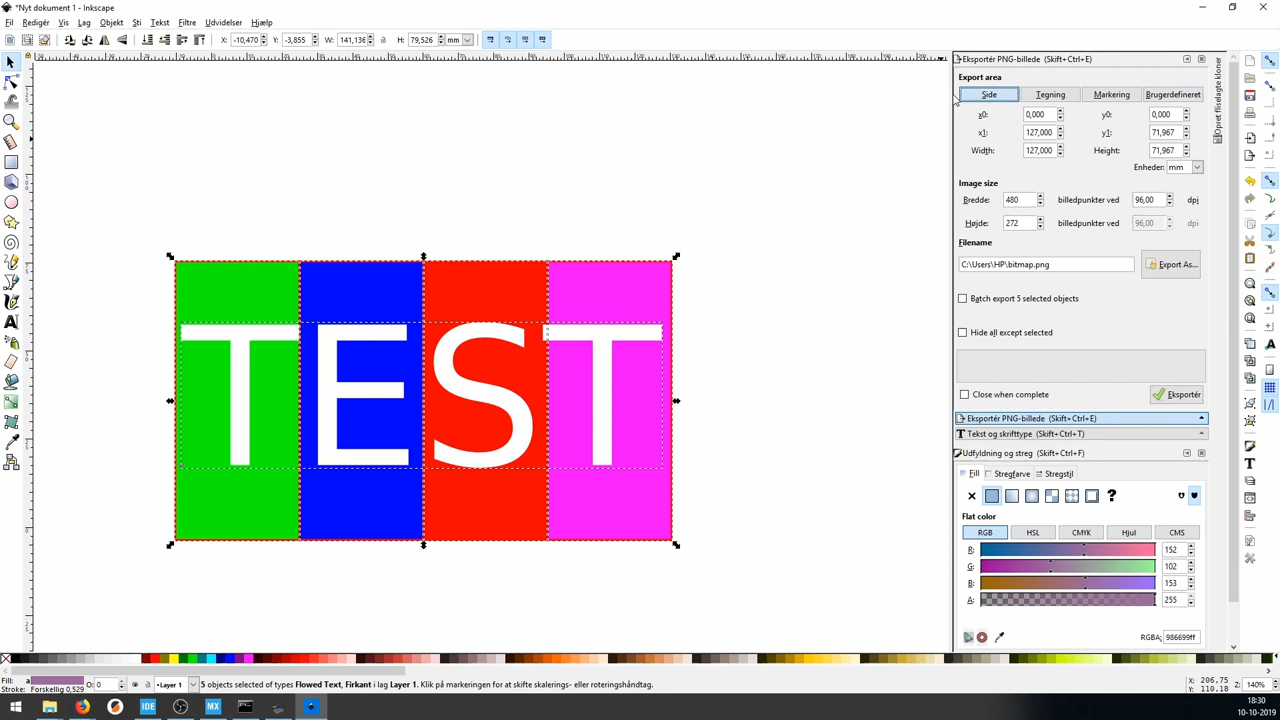 *Nyt dokument 1 - Inkscape
Fil Redigér Vis Lag Objekt Sti Tekst Filtre Udvidelser Hjælp
X: -10,470 Y: -3,855 W: 141,136 H: 79,526 mm
Eksportér PNG-billede (Skift+Ctrl+E)
Export area
Side Tegning Markering Brugerdefineret
x0: 0,000 y0: 0,000
x1: 127,000 y1: 71,967
Width: 127,000 Height: 71,967
Enheder: mm
Image size
Bredde: 480 billedpunkter ved 96,00 dpi
Højde: 272 billedpunkter ved 96,00 dpi
Filename
C:\Users\HP\bitmap.png Export As...
Batch export 5 selected objects
Hide all except selected
Close when complete Eksportér
Eksportér PNG-billede (Skift+Ctrl+E)
Tekst og skrifttype (Skift+Ctrl+T)
Udfyldning og streg (Skift+Ctrl+F)
Fill Stregfarve Stregstil
?
Flat color
RGB HSL CMYK Hjul CMS
R: 152
G: 102
B: 153
A: 255
RGBA: 986699ff
Opret fliselagte kloner
TEST
Fill: a
Stroke: Forskellig 0,529
O: 0
Layer 1
5 objects selected of types Flowed Text, Firkant i lag Layer 1. Klik på markeringen for at skifte skalerings- eller roteringshåndtag.
X: 206.75
Y: 110.18
Z: 140%
IDE MX
18:30
10-10-2019